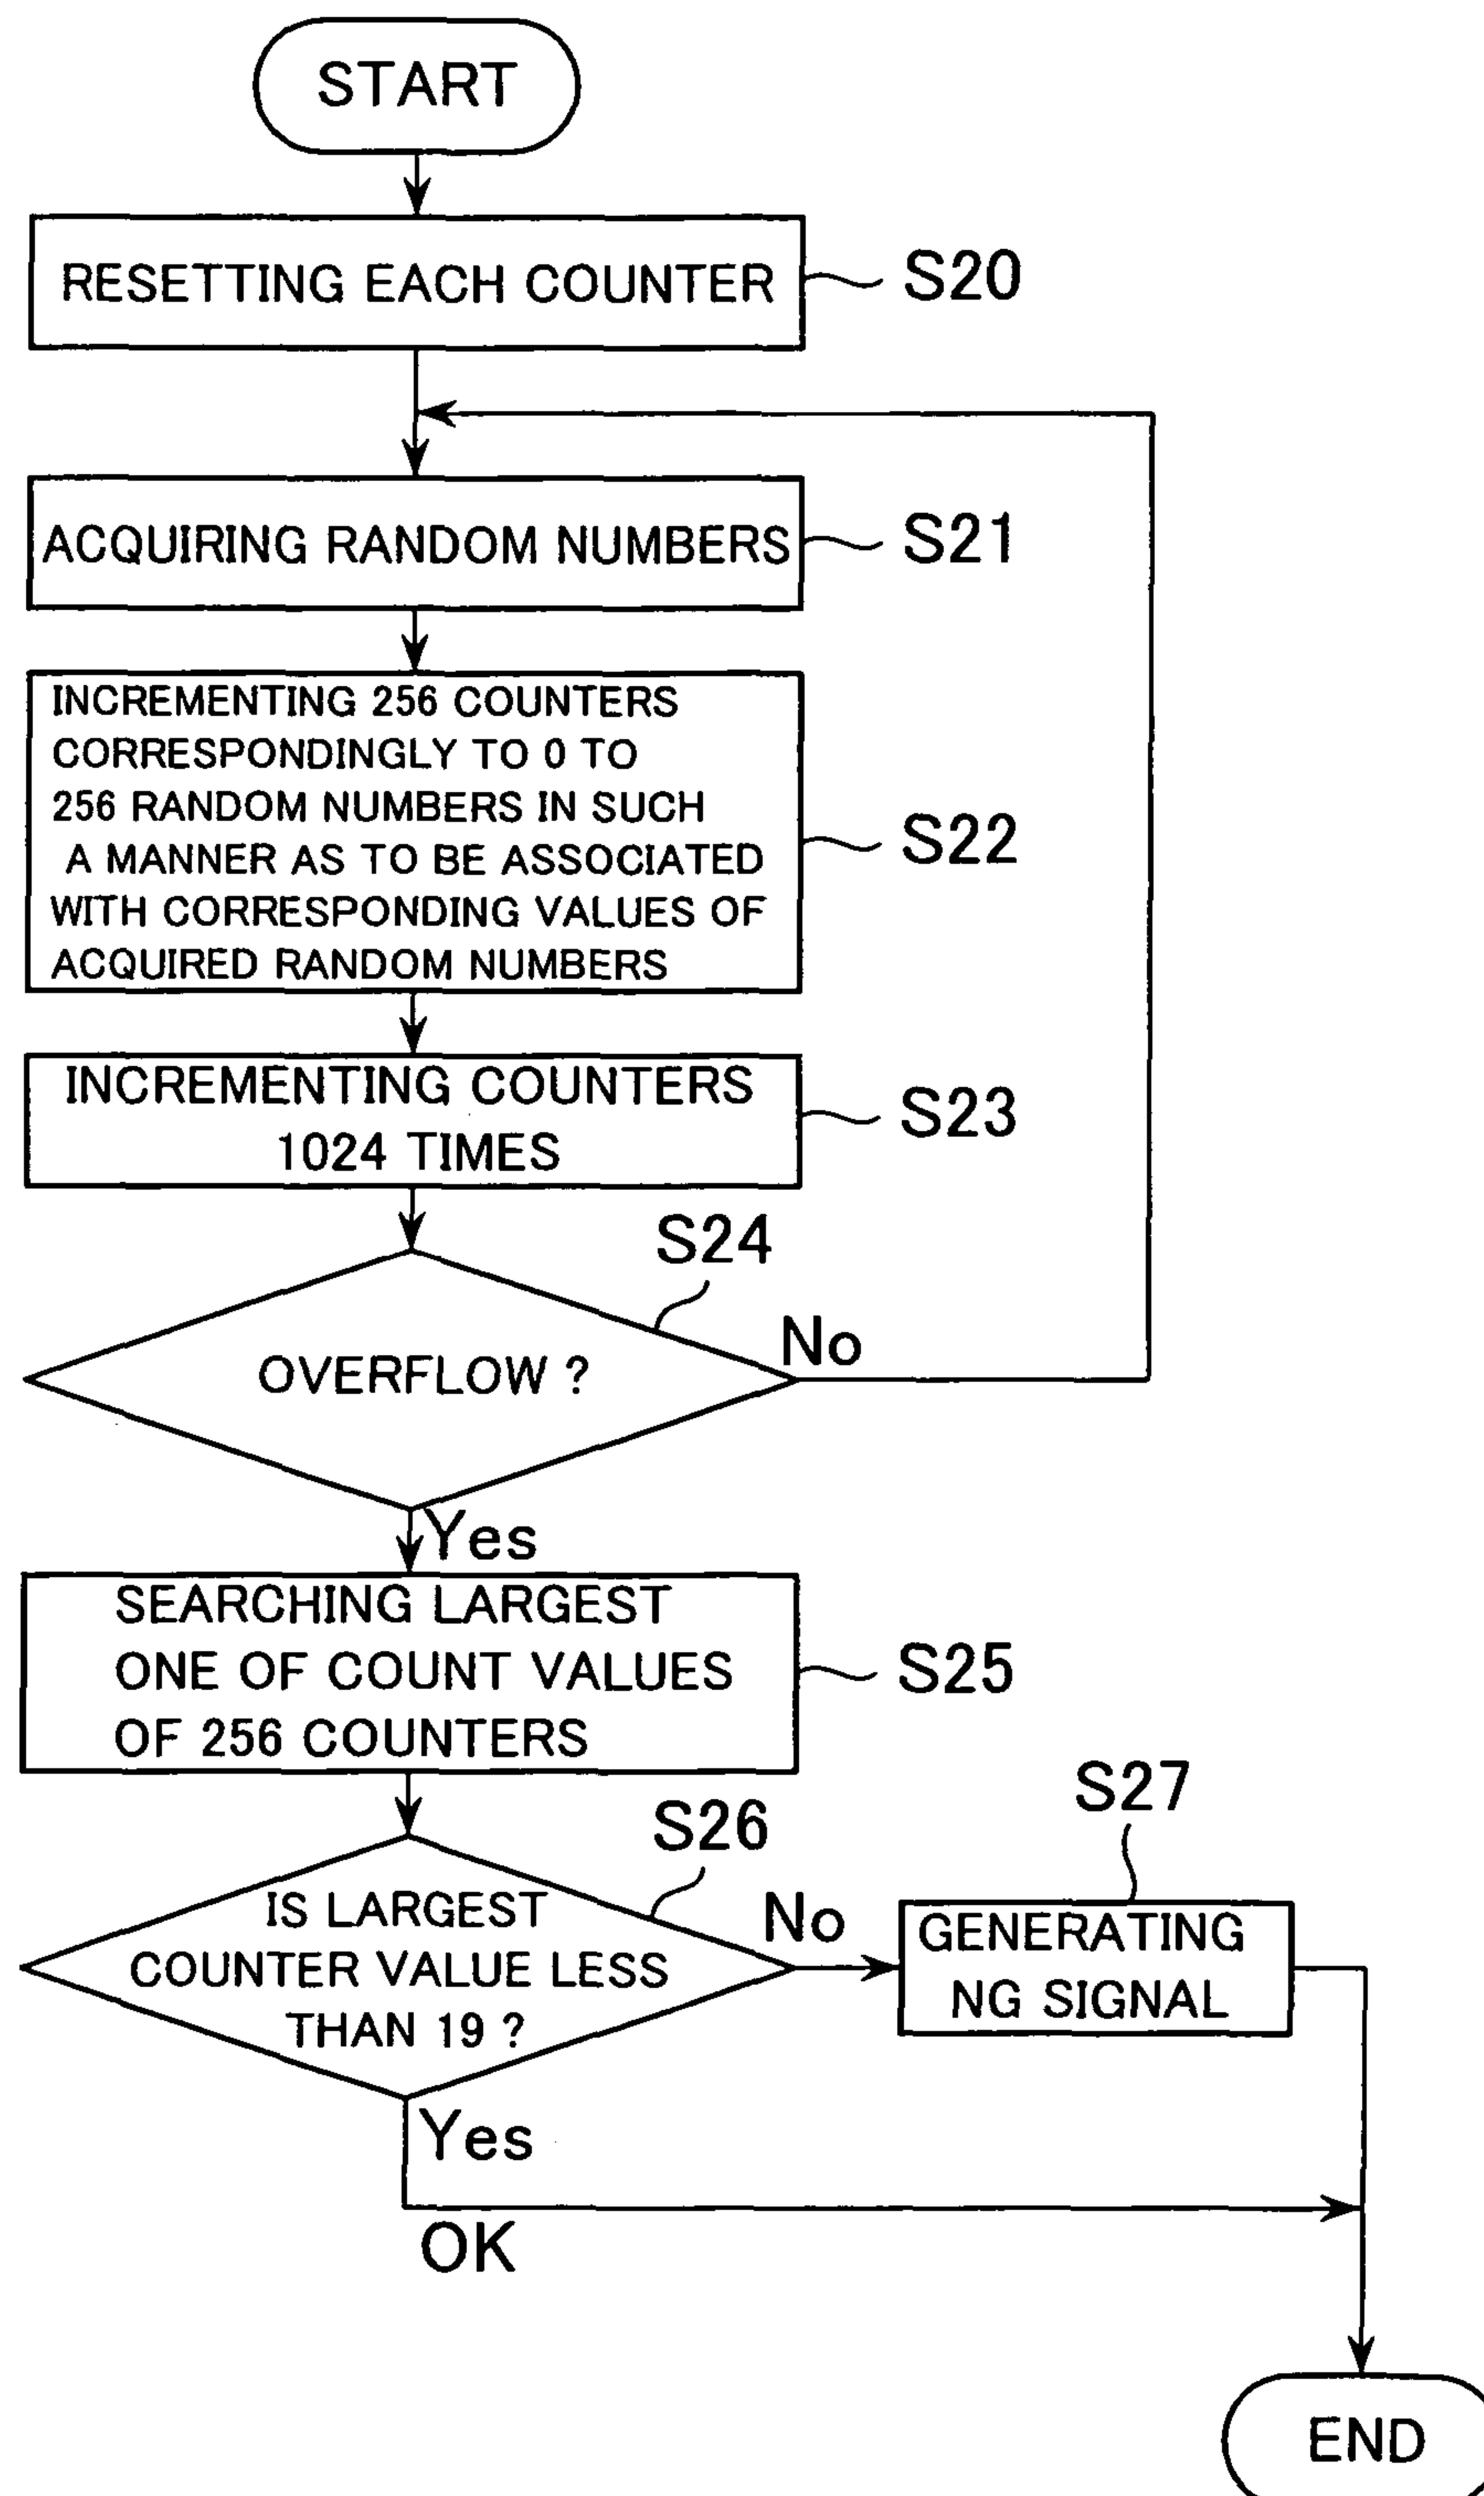 START
RESETTING EACH COUNTER
S20
ACQUIRING RANDOM NUMBERS
S21
INCREMENTING 256 COUNTERS
CORRESPONDINGLY TO 0 TO
256 RANDOM NUMBERS IN SUCH
A MANNER AS TO BE ASSOCIATED
WITH CORRESPONDING VALUES OF
ACQUIRED RANDOM NUMBERS
S22
INCREMENTING COUNTERS
1024 TIMES
S23
S24
OVERFLOW ?
No
Yes
SEARCHING LARGEST
ONE OF COUNT VALUES
OF 256 COUNTERS
S25
S26
IS LARGEST
COUNTER VALUE LESS
THAN 19 ?
No
S27
GENERATING
NG SIGNAL
Yes
OK
END